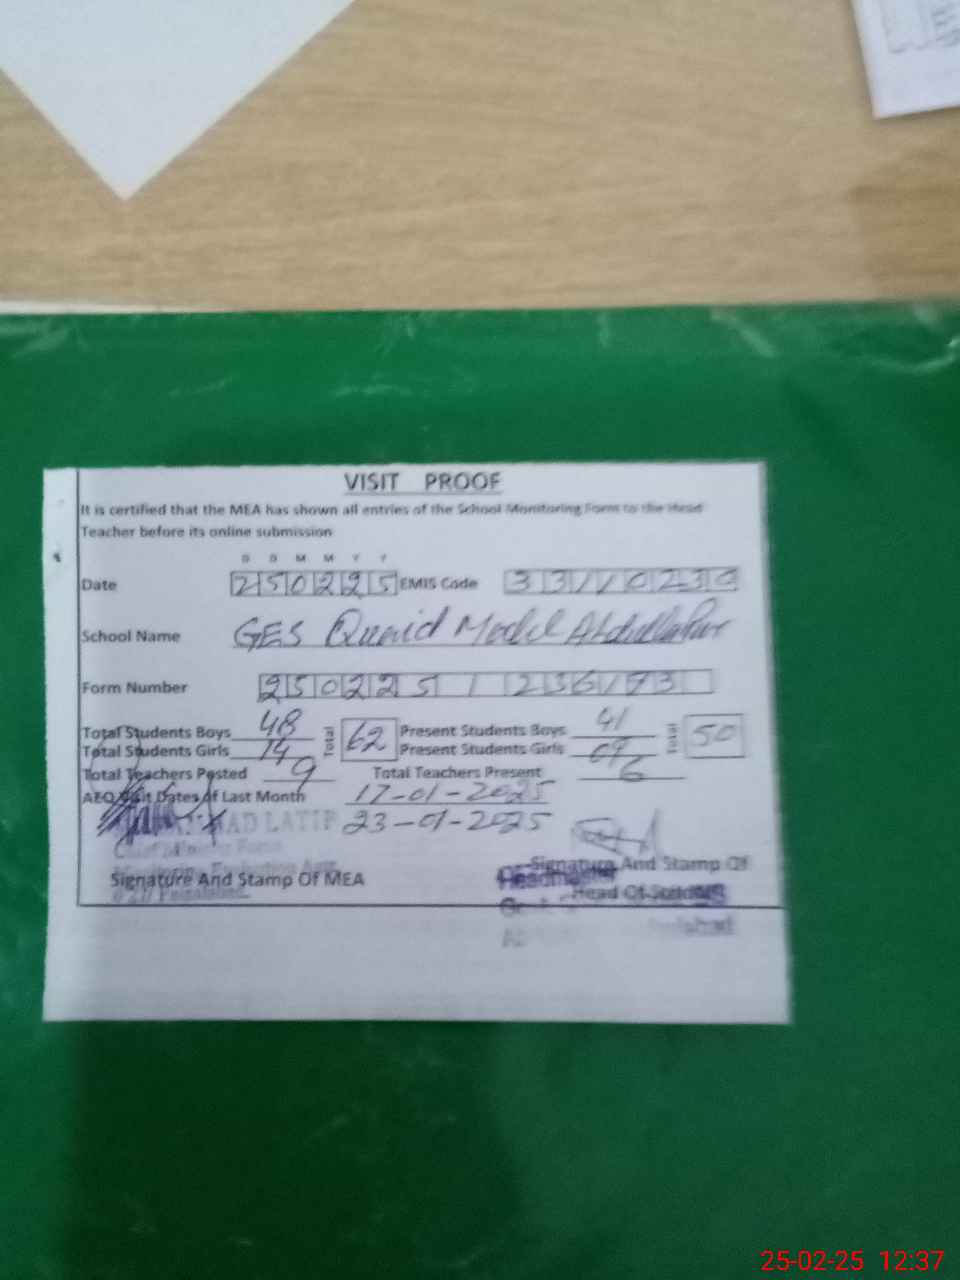 VISIT PROOF
It is certified that the MEA has shown all entries of the School Monitoring Form to the Head
Teacher before its online submission
D D M M Y Y
Date 250225 EMIS Code 33110230
School Name GES Quaid Model Abdullahpur
Form Number 250225 / 236173
Total Students Boys 48 Total 62 Present Students Boys 41 Total 50
Total Students Girls 14 Present Students Girls 09
Total Teachers Posted 9 Total Teachers Present 6
AEO Visit Dates of Last Month 17-01-2025
AD LATIF 23-01-2025
Signature And Stamp Of MEA
Signature And Stamp Of
Headmaster Head Of School
25-02-25 12:37